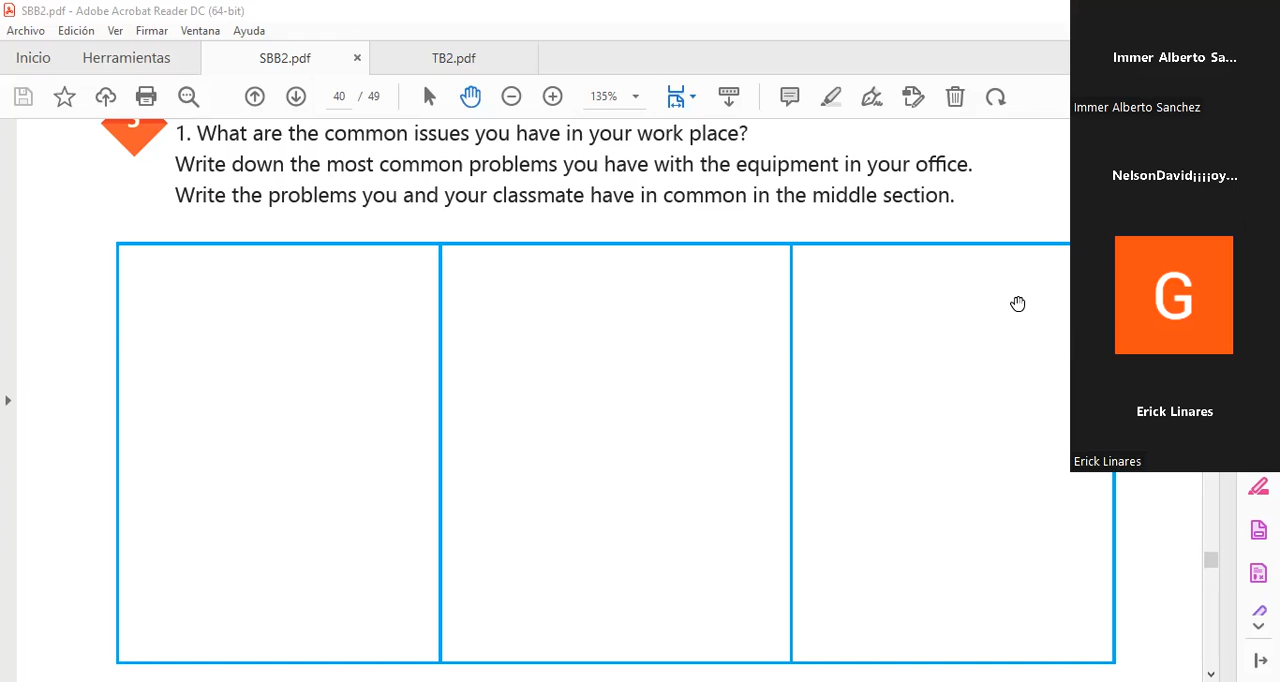 SBB2.pdf - Adobe Acrobat Reader DC (64-bit)
Archivo Edición Ver Firmar Ventana Ayuda
Inicio Herramientas SBB2.pdf × TB2.pdf
40 / 49 135%
1. What are the common issues you have in your work place?
Write down the most common problems you have with the equipment in your office.
Write the problems you and your classmate have in common in the middle section.
Immer Alberto Sa...
Immer Alberto Sanchez
NelsonDavid¡¡¡¡oy...
G
Erick Linares
Erick Linares